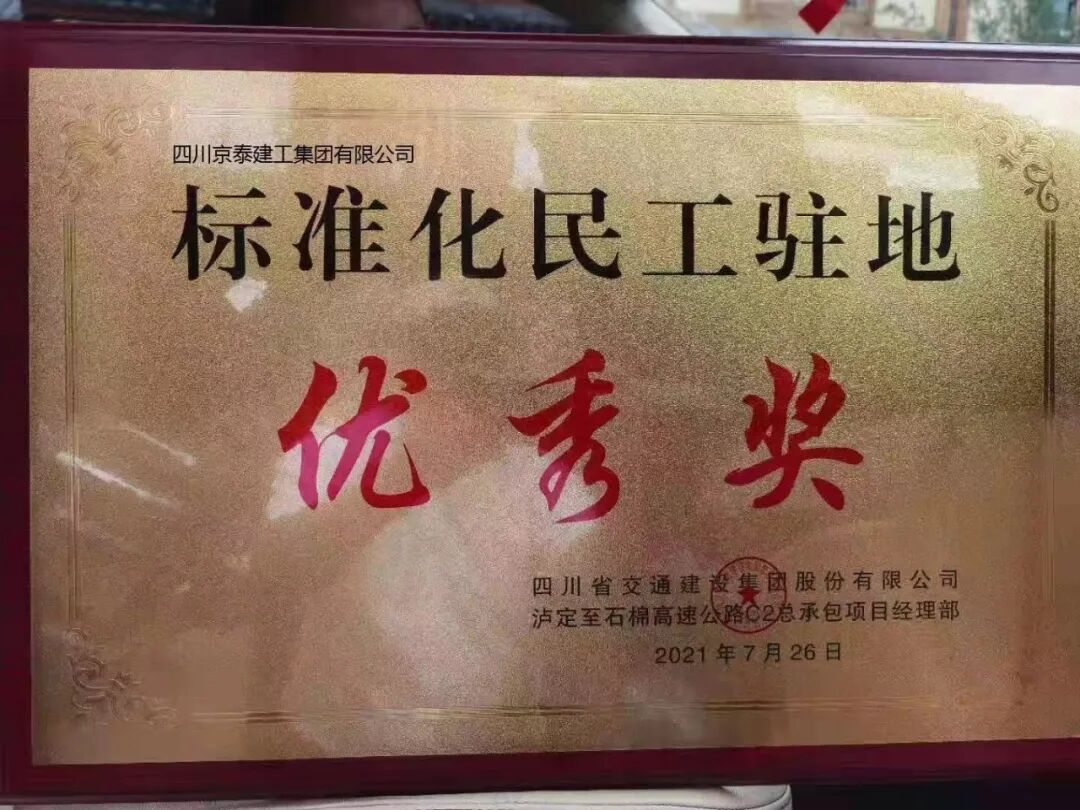 四川京泰建工集团有限公司
标准化民工驻地
优秀奖
四川省交通建设集团股份有限公司
泸定至石棉高速公路C2总承包项目经理部
2021年7月26日